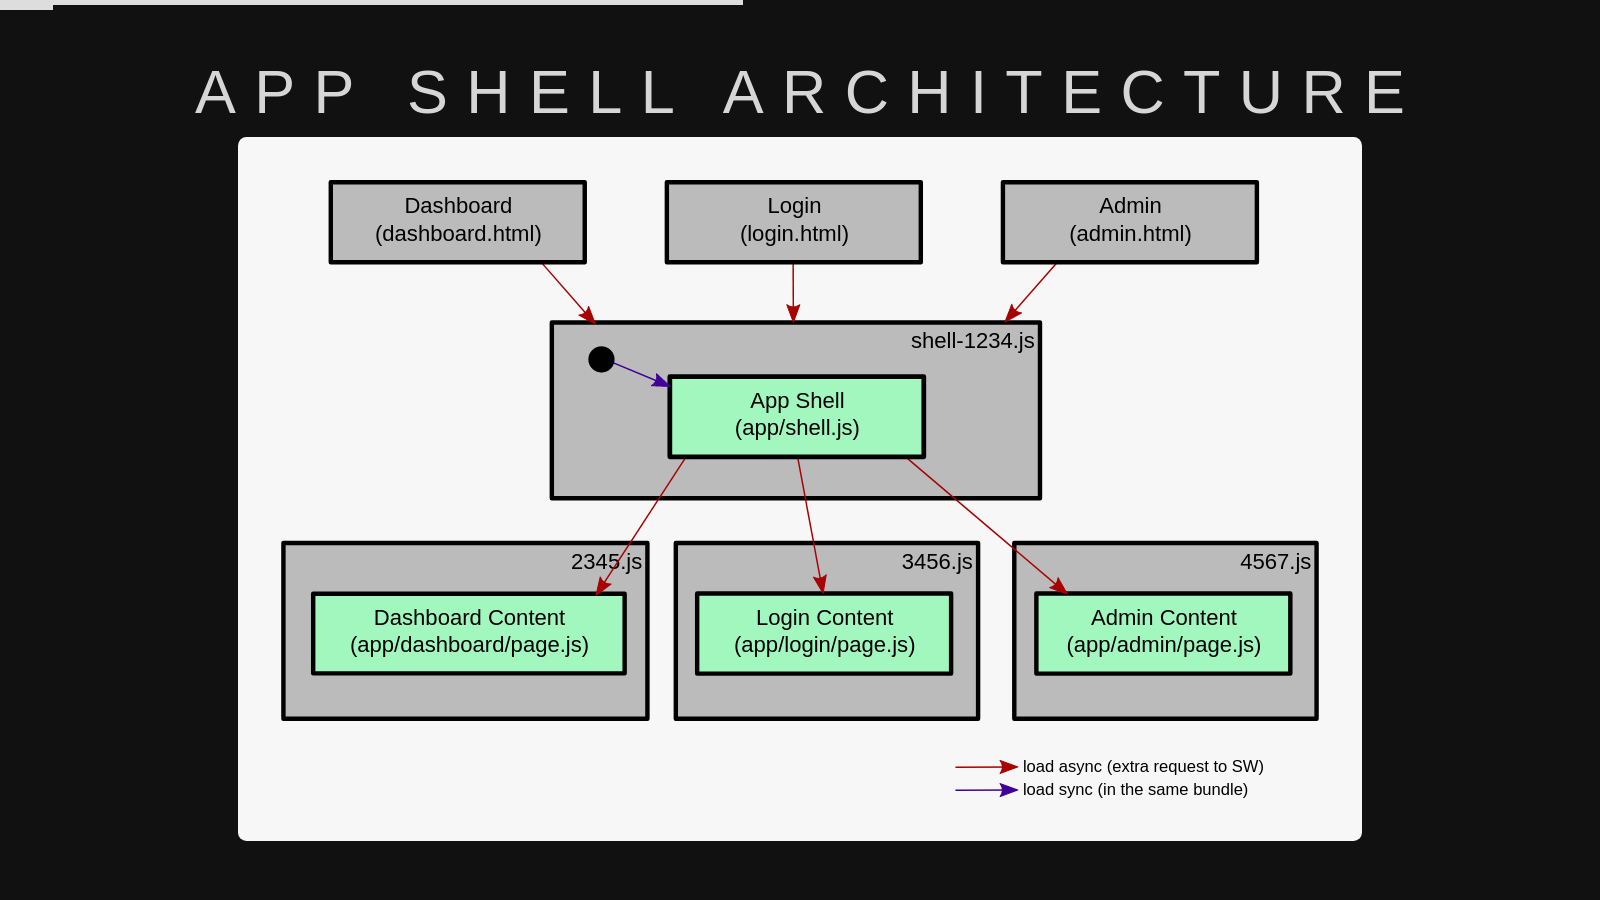 APP SHELL ARCHITECTURE
Dashboard
(dashboard.html)
Login
(login.html)
Admin
(admin.html)
shell-1234.js
App Shell
(app/shell.js)
2345.js
Dashboard Content
(app/dashboard/page.js)
3456.js
Login Content
(app/login/page.js)
4567.js
Admin Content
(app/admin/page.js)
load async (extra request to SW)
load sync (in the same bundle)